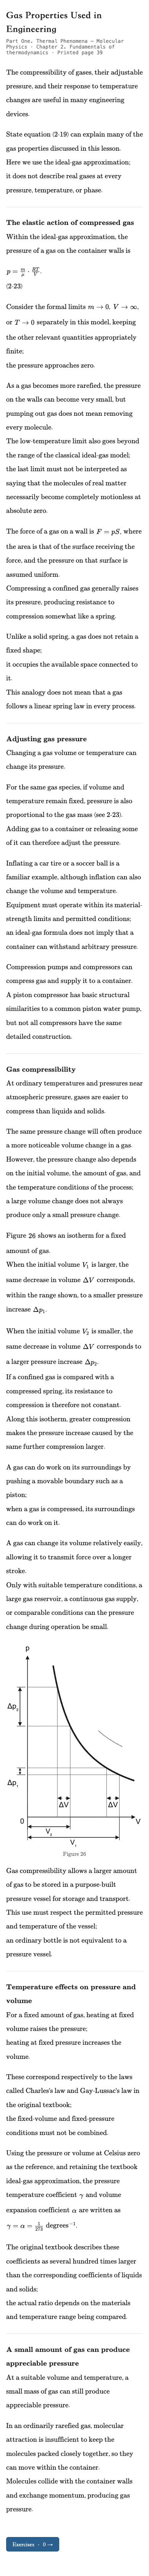 Gas Properties Used in
Engineering
Part One, Thermal Phenomena — Molecular
Physics · Chapter 2, Fundamentals of
thermodynamics · Printed page 39
The compressibility of gases, their adjustable
pressure, and their response to temperature
changes are useful in many engineering
devices.
State equation (2-19) can explain many of the
gas properties discussed in this lesson.
Here we use the ideal-gas approximation;
it does not describe real gases at every
pressure, temperature, or phase.
The elastic action of compressed gas
Within the ideal-gas approximation, the
pressure of a gas on the container walls is
p = m/μ · RT/V.
(2-23)
Consider the formal limits m → 0, V → ∞,
or T → 0 separately in this model, keeping
the other relevant quantities appropriately
finite;
the pressure approaches zero.
As a gas becomes more rarefied, the pressure
on the walls can become very small, but
pumping out gas does not mean removing
every molecule.
The low-temperature limit also goes beyond
the range of the classical ideal-gas model;
the last limit must not be interpreted as
saying that the molecules of real matter
necessarily become completely motionless at
absolute zero.
The force of a gas on a wall is F = pS, where
the area is that of the surface receiving the
force, and the pressure on that surface is
assumed uniform.
Compressing a confined gas generally raises
its pressure, producing resistance to
compression somewhat like a spring.
Unlike a solid spring, a gas does not retain a
fixed shape;
it occupies the available space connected to
it.
This analogy does not mean that a gas
follows a linear spring law in every process.
Adjusting gas pressure
Changing a gas volume or temperature can
change its pressure.
For the same gas species, if volume and
temperature remain fixed, pressure is also
proportional to the gas mass (see 2-23).
Adding gas to a container or releasing some
of it can therefore adjust the pressure.
Inflating a car tire or a soccer ball is a
familiar example, although inflation can also
change the volume and temperature.
Equipment must operate within its material-
strength limits and permitted conditions;
an ideal-gas formula does not imply that a
container can withstand arbitrary pressure.
Compression pumps and compressors can
compress gas and supply it to a container.
A piston compressor has basic structural
similarities to a common piston water pump,
but not all compressors have the same
detailed construction.
Gas compressibility
At ordinary temperatures and pressures near
atmospheric pressure, gases are easier to
compress than liquids and solids.
The same pressure change will often produce
a more noticeable volume change in a gas.
However, the pressure change also depends
on the initial volume, the amount of gas, and
the temperature conditions of the process;
a large volume change does not always
produce only a small pressure change.
Figure 26 shows an isotherm for a fixed
amount of gas.
When the initial volume V₁ is larger, the
same decrease in volume ΔV corresponds,
within the range shown, to a smaller pressure
increase Δp₁.
When the initial volume V₂ is smaller, the
same decrease in volume ΔV corresponds to
a larger pressure increase Δp₂.
If a confined gas is compared with a
compressed spring, its resistance to
compression is therefore not constant.
Along this isotherm, greater compression
makes the pressure increase caused by the
same further compression larger.
A gas can do work on its surroundings by
pushing a movable boundary such as a
piston;
when a gas is compressed, its surroundings
can do work on it.
A gas can change its volume relatively easily,
allowing it to transmit force over a longer
stroke.
Only with suitable temperature conditions, a
large gas reservoir, a continuous gas supply,
or comparable conditions can the pressure
change during operation be small.
p
Δp₂
Δp₁
ΔV ΔV
0 V
V₂
V₁
Figure 26
Gas compressibility allows a larger amount
of gas to be stored in a purpose-built
pressure vessel for storage and transport.
This use must respect the permitted pressure
and temperature of the vessel;
an ordinary bottle is not equivalent to a
pressure vessel.
Temperature effects on pressure and
volume
For a fixed amount of gas, heating at fixed
volume raises the pressure;
heating at fixed pressure increases the
volume.
These correspond respectively to the laws
called Charles's law and Gay-Lussac's law in
the original textbook;
the fixed-volume and fixed-pressure
conditions must not be combined.
Using the pressure or volume at Celsius zero
as the reference, and retaining the textbook
ideal-gas approximation, the pressure
temperature coefficient γ and volume
expansion coefficient α are written as
γ = α = 1/273 degrees⁻¹.
The original textbook describes these
coefficients as several hundred times larger
than the corresponding coefficients of liquids
and solids;
the actual ratio depends on the materials
and temperature range being compared.
A small amount of gas can produce
appreciable pressure
At a suitable volume and temperature, a
small mass of gas can still produce
appreciable pressure.
In an ordinarily rarefied gas, molecular
attraction is insufficient to keep the
molecules packed closely together, so they
can move within the container.
Molecules collide with the container walls
and exchange momentum, producing gas
pressure.
Exercises · 0 →